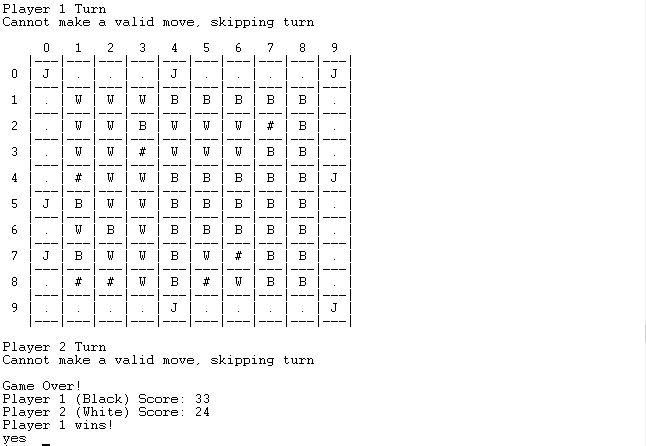 Player 1 Turn
Cannot make a valid move, skipping turn
0 1 2 3 4 5 6 7 8 9
|---|---|---|---|---|---|---|---|---|---|
0 | J | . | . | . | J | . | . | . | . | J |
|---|---|---|---|---|---|---|---|---|---|
1 | . | W | W | W | B | B | B | B | B | . |
|---|---|---|---|---|---|---|---|---|---|
2 | . | W | W | B | W | W | W | # | B | . |
|---|---|---|---|---|---|---|---|---|---|
3 | . | W | W | # | W | W | W | B | B | . |
|---|---|---|---|---|---|---|---|---|---|
4 | . | # | W | W | B | B | B | B | B | J |
|---|---|---|---|---|---|---|---|---|---|
5 | J | B | W | W | B | B | B | B | B | . |
|---|---|---|---|---|---|---|---|---|---|
6 | . | W | B | W | B | B | B | B | B | . |
|---|---|---|---|---|---|---|---|---|---|
7 | J | B | W | W | B | W | # | B | B | . |
|---|---|---|---|---|---|---|---|---|---|
8 | . | # | # | W | B | # | W | B | B | . |
|---|---|---|---|---|---|---|---|---|---|
9 | . | . | . | . | J | . | . | . | . | J |
|---|---|---|---|---|---|---|---|---|---|
Player 2 Turn
Cannot make a valid move, skipping turn
Game Over!
Player 1 (Black) Score: 33
Player 2 (White) Score: 24
Player 1 wins!
yes